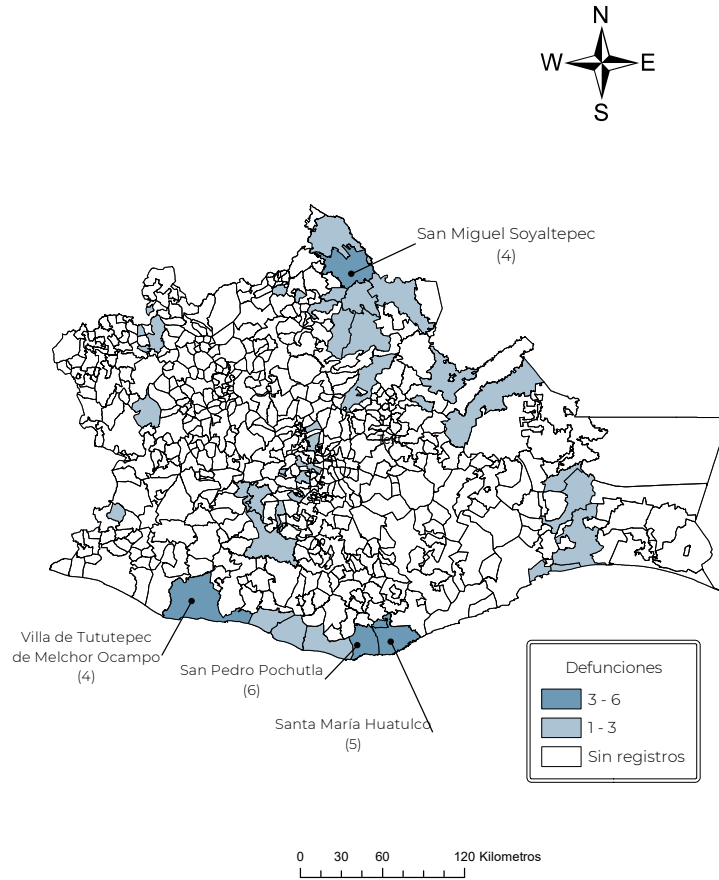 N
W E
S
San Miguel Soyaltepec
(4)
Villa de Tututepec
de Melchor Ocampo
(4)
San Pedro Pochutla
(6)
Santa María Huatulco
(5)
Defunciones
3 - 6
1 - 3
Sin registros
0 30 60 120 Kilometros